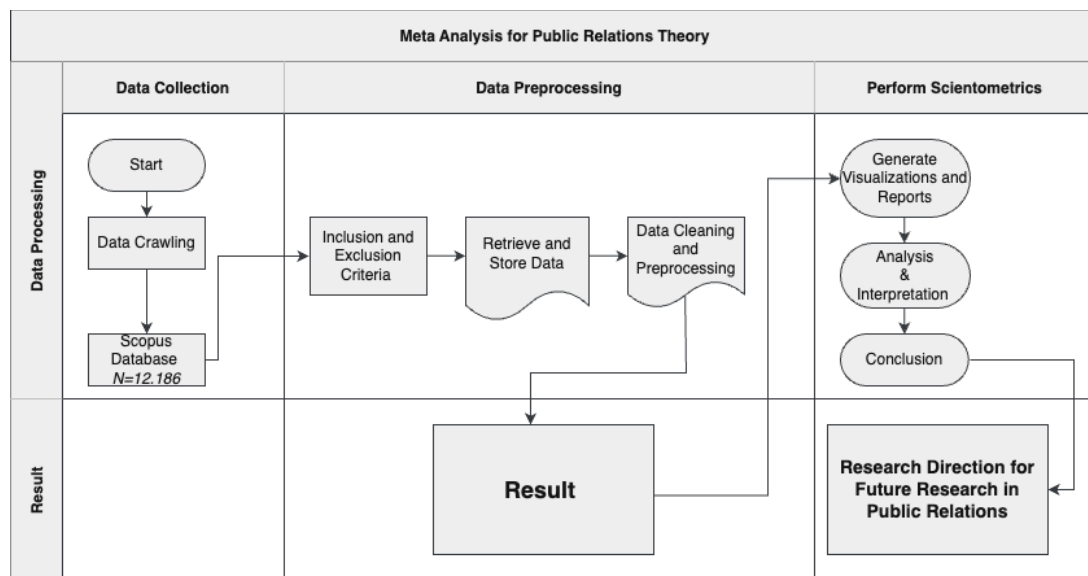 Meta Analysis for Public Relations Theory
Data Collection
Data Preprocessing
Perform Scientometrics
Data Processing
Start
Data Crawling
Scopus
Database
N=12.186
Inclusion and
Exclusion
Criteria
Retrieve and
Store Data
Data Cleaning
and
Preprocessing
Generate
Visualizations and
Reports
Analysis
&
Interpretation
Conclusion
Result
Result
Research Direction for
Future Research in
Public Relations